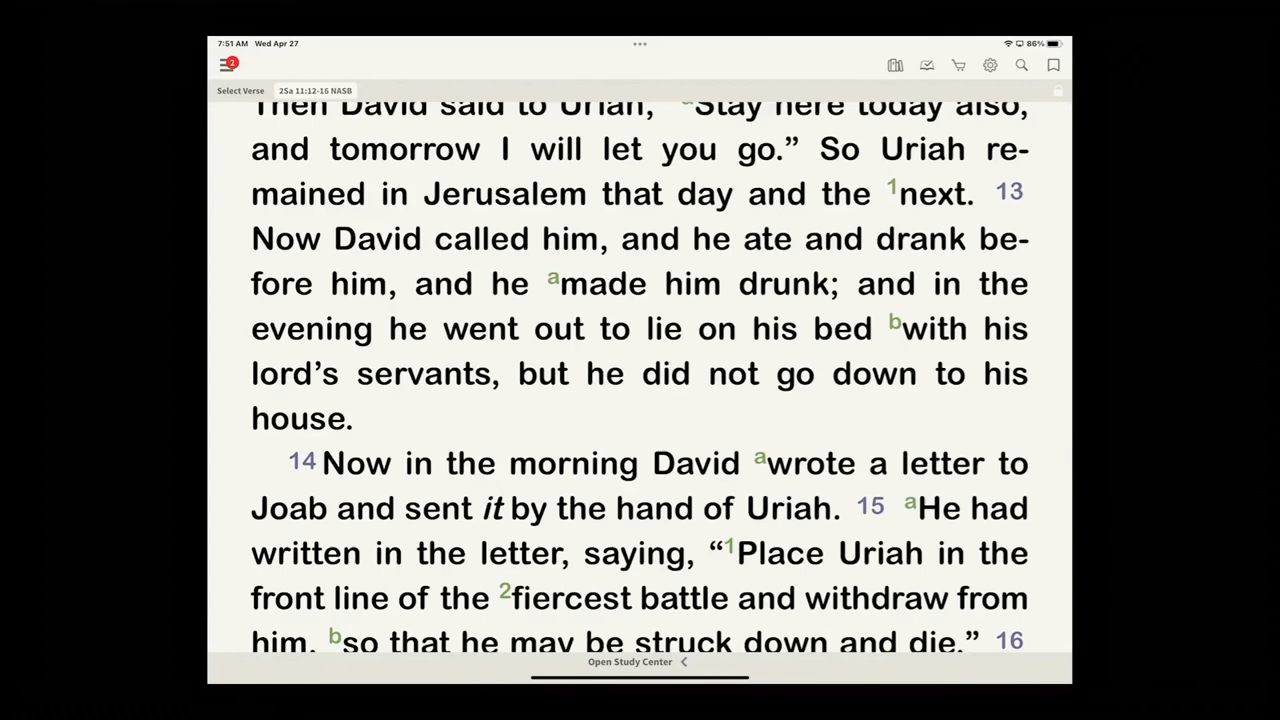 7:51 AM Wed Apr 27
86%
2
Select Verse 2Sa 11:12-16 NASB
Then David said to Uriah, "aStay here today also,
and tomorrow I will let you go.” So Uriah re-
mained in Jerusalem that day and the 1next. 13
Now David called him, and he ate and drank be-
fore him, and he amade him drunk; and in the
evening he went out to lie on his bed bwith his
lord’s servants, but he did not go down to his
house.
14 Now in the morning David awrote a letter to
Joab and sent it by the hand of Uriah. 15 aHe had
written in the letter, saying, “1Place Uriah in the
front line of the 2fiercest battle and withdraw from
him, bso that he may be struck down and die.” 16
Open Study Center